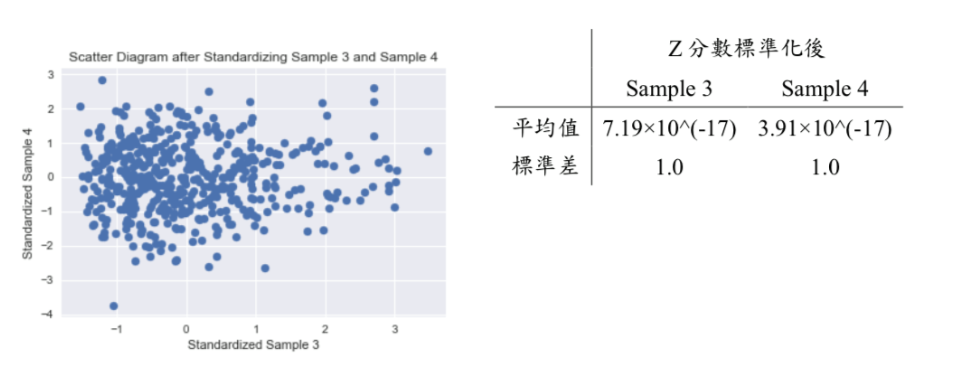 Scatter Diagram after Standardizing Sample 3 and Sample 4
3
2
1
0
−1
−2
−3
−4
Standardized Sample 4
−1 0 1 2 3
Standardized Sample 3
Z 分數標準化後
Sample 3 Sample 4
平均值 7.19×10^(-17) 3.91×10^(-17)
標準差 1.0 1.0